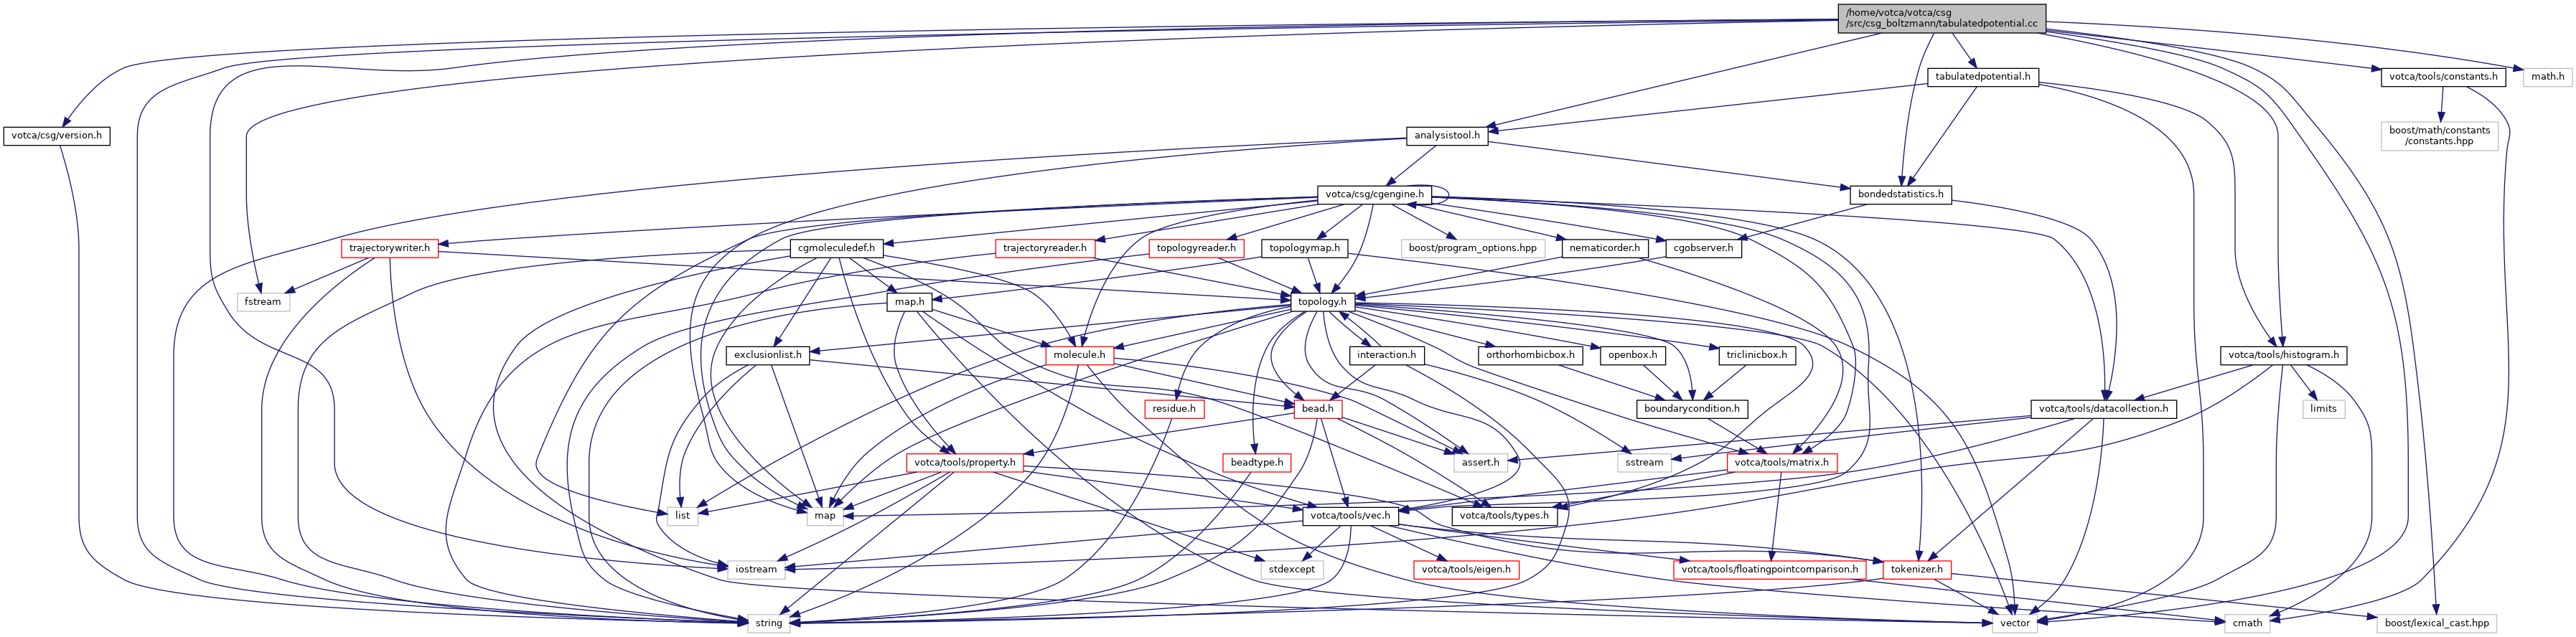 /home/votca/votca/csg
/src/csg_boltzmann/tabulatedpotential.cc
tabulatedpotential.h
votca/tools/constants.h
math.h
votca/csg/version.h
analysistool.h
boost/math/constants
/constants.hpp
votca/csg/cgengine.h
bondedstatistics.h
trajectorywriter.h
cgmoleculedef.h
trajectoryreader.h
topologyreader.h
topologymap.h
boost/program_options.hpp
nematicorder.h
cgobserver.h
fstream
map.h
topology.h
exclusionlist.h
molecule.h
interaction.h
orthorhombicbox.h
openbox.h
triclinicbox.h
votca/tools/histogram.h
residue.h
bead.h
boundarycondition.h
votca/tools/datacollection.h
limits
votca/tools/property.h
beadtype.h
assert.h
sstream
votca/tools/matrix.h
list
map
votca/tools/vec.h
votca/tools/types.h
iostream
stdexcept
votca/tools/eigen.h
votca/tools/floatingpointcomparison.h
tokenizer.h
string
vector
cmath
boost/lexical_cast.hpp